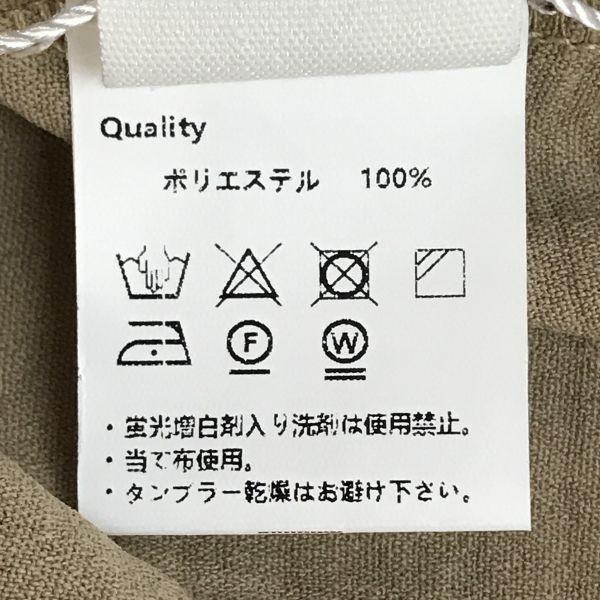 Quality
ポリエステル 100%
F
W
・蛍光増白剤入り洗剤は使用禁止。
・当て布使用。
・タンブラー乾燥はお避け下さい。